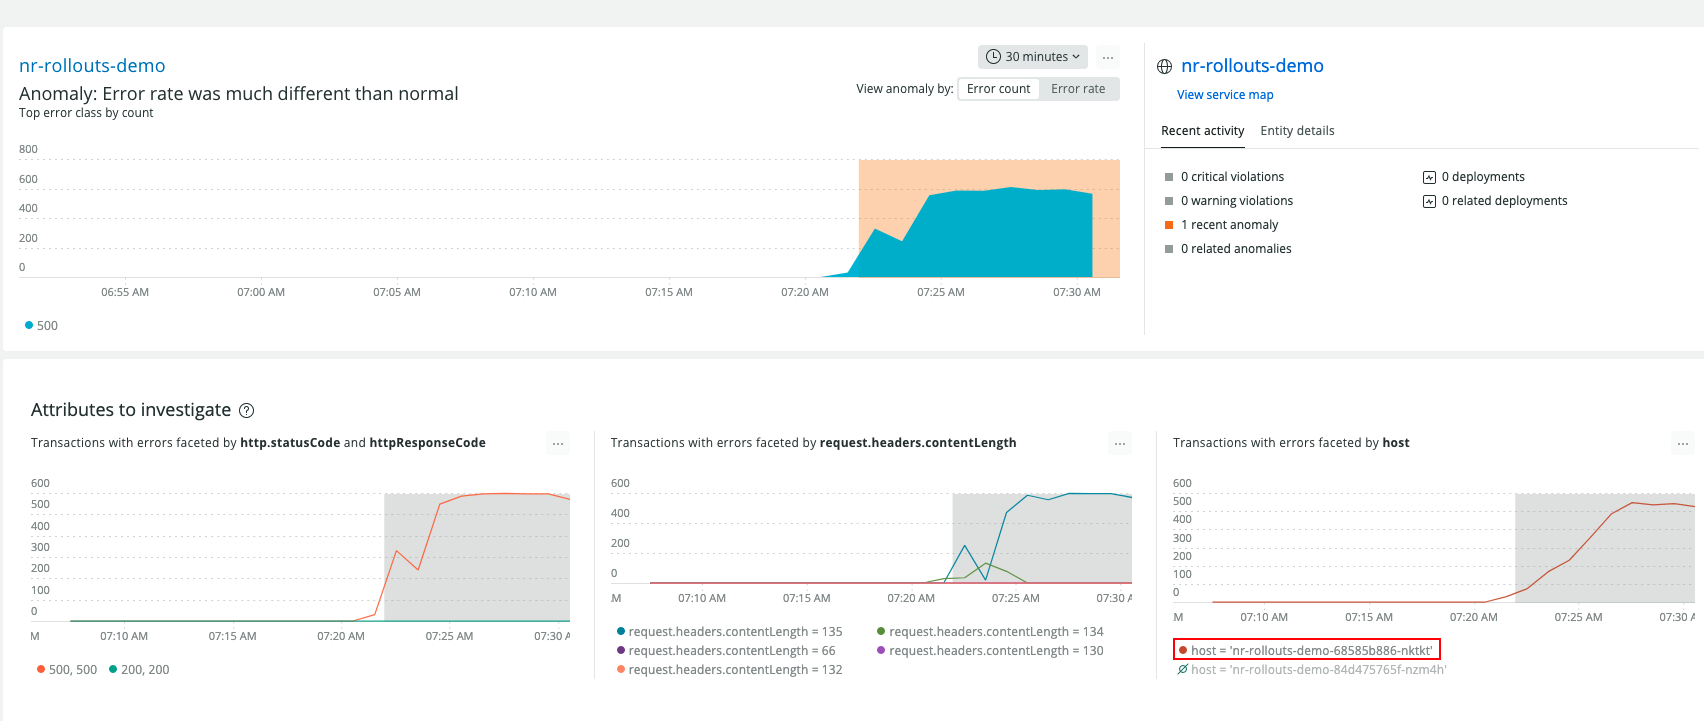 nr-rollouts-demo
30 minutes
...
Anomaly: Error rate was much different than normal
View anomaly by: Error count Error rate
Top error class by count
800
600
400
200
0
06:55 AM 07:00 AM 07:05 AM 07:10 AM 07:15 AM 07:20 AM 07:25 AM 07:30 AM
500
nr-rollouts-demo
View service map
Recent activity Entity details
0 critical violations
0 warning violations
1 recent anomaly
0 related anomalies
0 deployments
0 related deployments
Attributes to investigate ?
Transactions with errors faceted by http.statusCode and httpResponseCode
...
600
500
400
300
200
100
0
M 07:10 AM 07:15 AM 07:20 AM 07:25 AM 07:30 A
500, 500 200, 200
Transactions with errors faceted by request.headers.contentLength
...
600
400
200
0
M 07:10 AM 07:15 AM 07:20 AM 07:25 AM 07:30 A
request.headers.contentLength = 135 request.headers.contentLength = 134
request.headers.contentLength = 66 request.headers.contentLength = 130
request.headers.contentLength = 132
Transactions with errors faceted by host
...
600
500
400
300
200
100
0
M 07:10 AM 07:15 AM 07:20 AM 07:25 AM 07:30 A
host = 'nr-rollouts-demo-68585b886-nktkt'
host = 'nr-rollouts-demo-84d475765f-nzm4h'